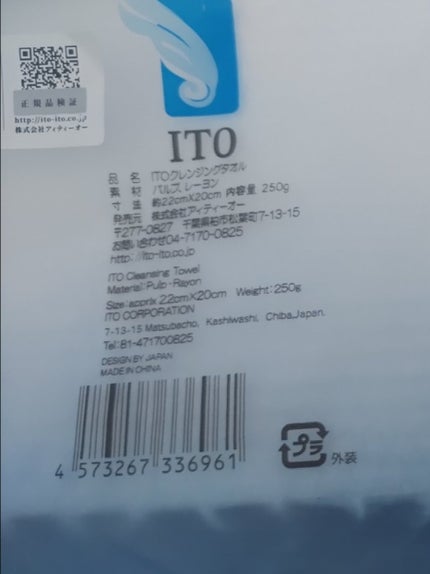 正規品検証
http://ito-ito.co.jp
株式会社アイティーオー
ITO
品 名 ITOクレンジングタオル
素 材 パルプ、レーヨン
寸 法 約22cmX20cm 内容量 250g
発売元 株式会社アイティーオー
〒277-0827 千葉県柏市松葉町7-13-15
お問い合わせ04-7170-0825
http://ito-ito.co.jp
ITO Cleansing Towel
Material:Pulp・Rayon
Size:apprix 22cmX20cm Weight:250g
ITO CORPORATION
7-13-15 Matsubacho, Kashiwashi, Chiba,Japan.
Tel:81-471700825
DESIGN BY JAPAN
MADE IN CHINA
4 573267 336961
プラ
外装